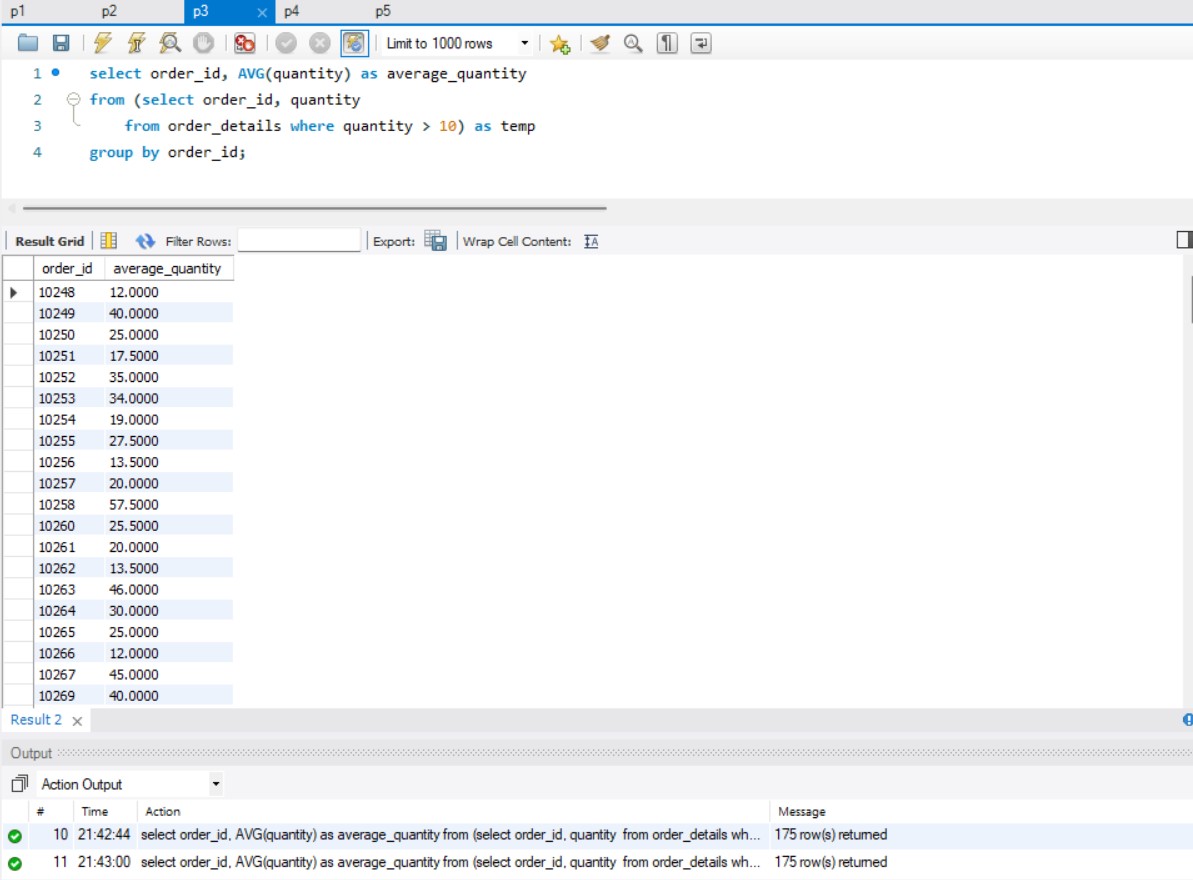 p1 p2 p3 p4 p5
Limit to 1000 rows
1 select order_id, AVG(quantity) as average_quantity
2 from (select order_id, quantity
3 from order_details where quantity > 10) as temp
4 group by order_id;
Result Grid Filter Rows: Export: Wrap Cell Content:
order_id average_quantity
10248 12.0000
10249 40.0000
10250 25.0000
10251 17.5000
10252 35.0000
10253 34.0000
10254 19.0000
10255 27.5000
10256 13.5000
10257 20.0000
10258 57.5000
10260 25.5000
10261 20.0000
10262 13.5000
10263 46.0000
10264 30.0000
10265 25.0000
10266 12.0000
10267 45.0000
10269 40.0000
Result 2
Output
Action Output
# Time Action Message
10 21:42:44 select order_id, AVG(quantity) as average_quantity from (select order_id, quantity from order_details wh... 175 row(s) returned
11 21:43:00 select order_id, AVG(quantity) as average_quantity from (select order_id, quantity from order_details wh... 175 row(s) returned